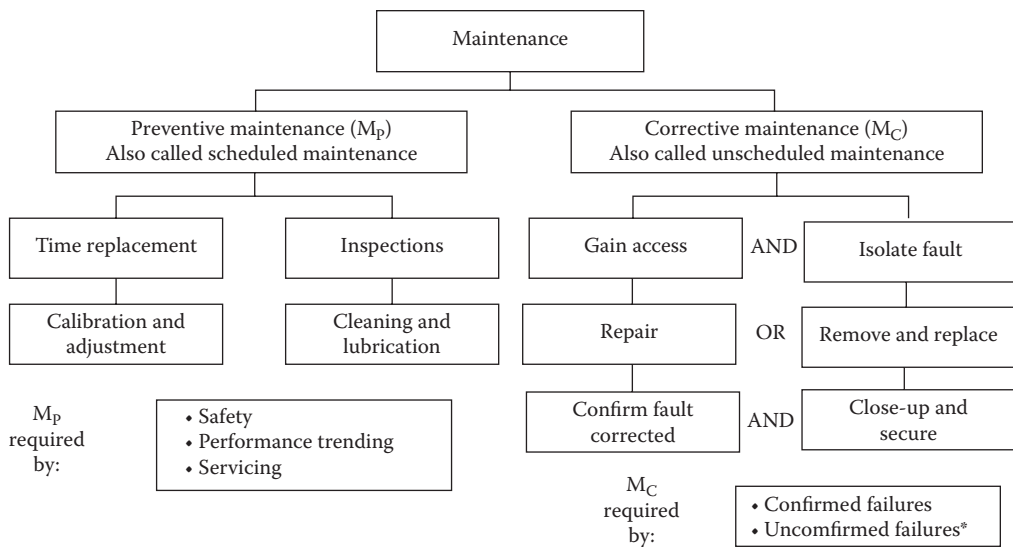 Maintenance
Preventive maintenance (MP)
Also called scheduled maintenance
Corrective maintenance (MC)
Also called unscheduled maintenance
Time replacement
Inspections
Gain access
AND
Isolate fault
Calibration and
adjustment
Cleaning and
lubrication
Repair
OR
Remove and replace
Confirm fault
corrected
AND
Close-up and
secure
MP
required
by:
• Safety
• Performance trending
• Servicing
MC
required
by:
• Confirmed failures
• Uncomfirmed failures*